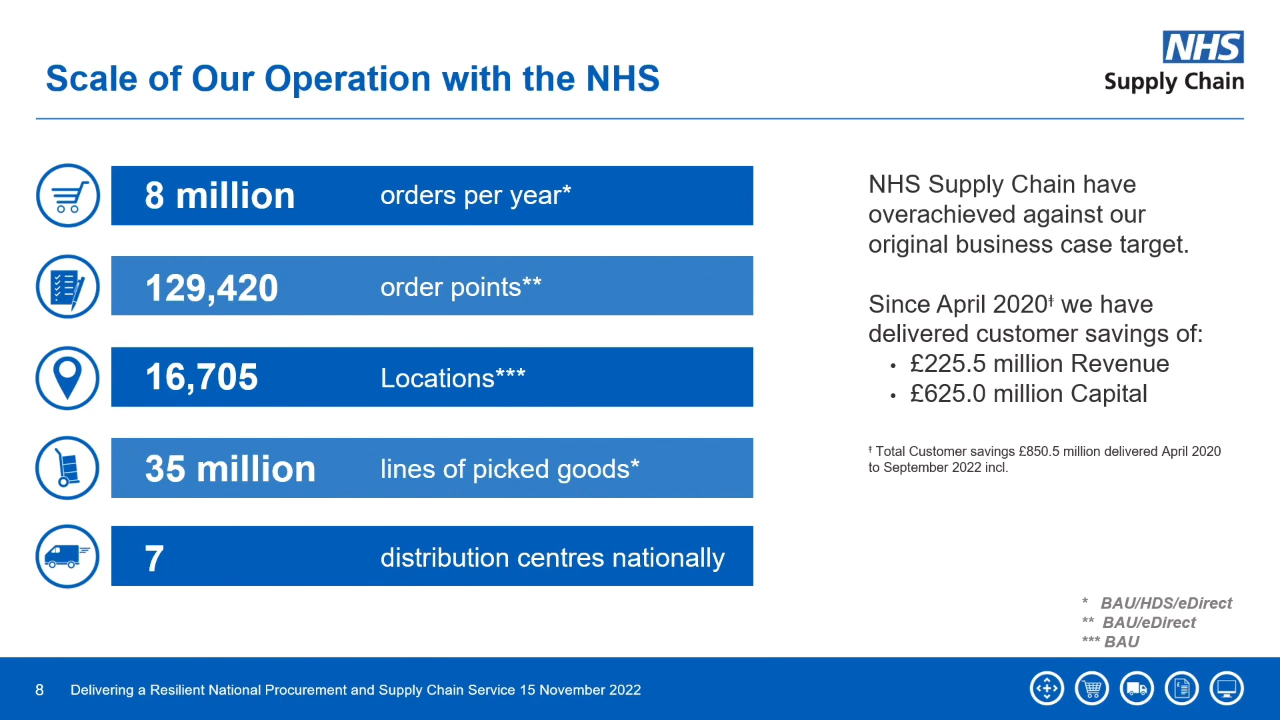 Scale of Our Operation with the NHS
NHS
Supply Chain
8 million orders per year*
129,420 order points**
16,705 Locations***
35 million lines of picked goods*
7 distribution centres nationally
NHS Supply Chain have
overachieved against our
original business case target.
Since April 2020ǂ we have
delivered customer savings of:
• £225.5 million Revenue
• £625.0 million Capital
ǂ Total Customer savings £850.5 million delivered April 2020
to September 2022 incl.
* BAU/HDS/eDirect
** BAU/eDirect
*** BAU
8 Delivering a Resilient National Procurement and Supply Chain Service 15 November 2022